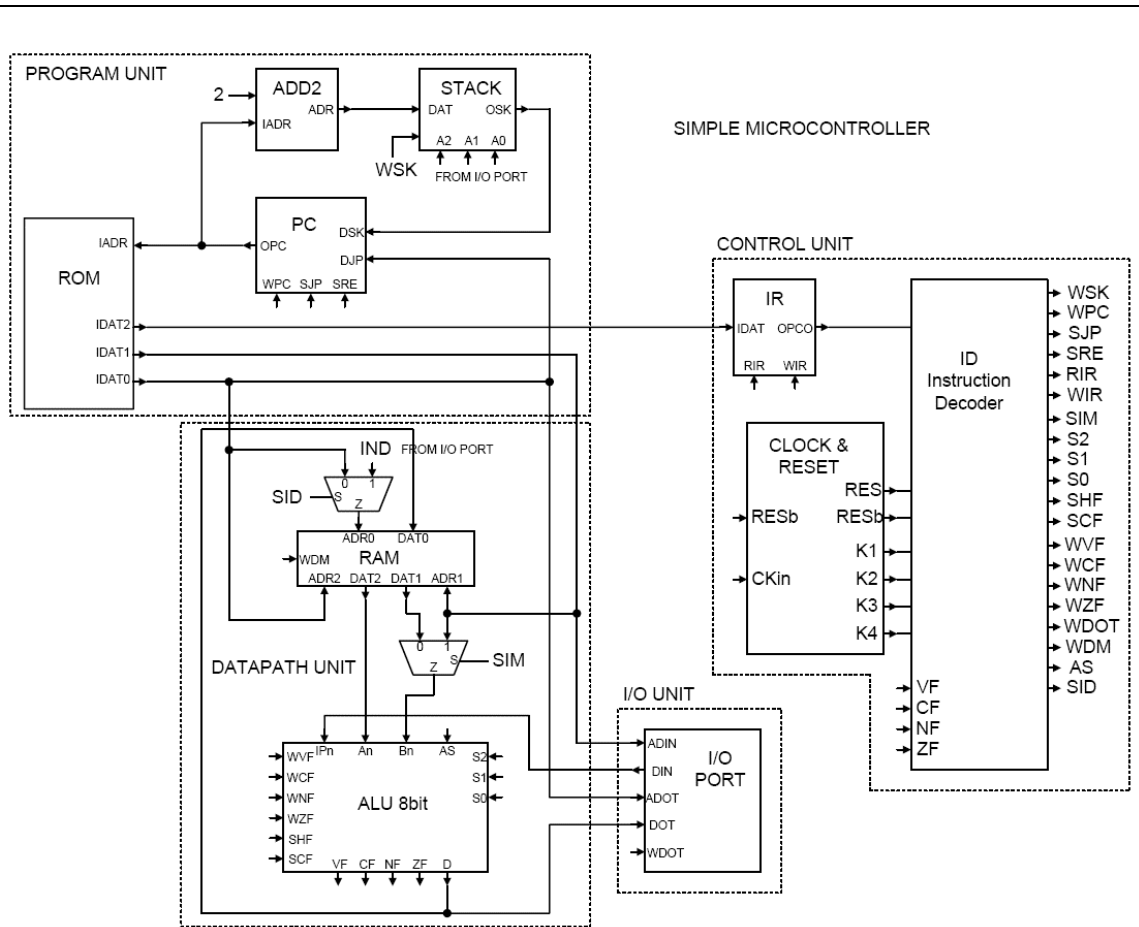 PROGRAM UNIT
2
ADD2
ADR
IADR
STACK
DAT OSK
A2 A1 A0
WSK
FROM I/O PORT
SIMPLE MICROCONTROLLER
PC
DSK
OPC
DJP
WPC SJP SRE
IADR
ROM
IDAT2
IDAT1
IDAT0
CONTROL UNIT
IR
IDAT OPCO
RIR WIR
ID
Instruction
Decoder
CLOCK &
RESET
RES
RESb RESb
K1
CKin K2
K3
K4
VF
CF
NF
ZF
WSK
WPC
SJP
SRE
RIR
WIR
SIM
S2
S1
S0
SHF
SCF
WVF
WCF
WNF
WZF
WDOT
WDM
AS
SID
IND FROM I/O PORT
0 1
SID S
Z
ADR0 DAT0
WDM RAM
ADR2 DAT2 DAT1 ADR1
0 1
S SIM
Z
DATAPATH UNIT
IPn An Bn AS
WVF S2
WCF S1
WNF ALU 8bit S0
WZF
SHF
SCF
VF CF NF ZF D
I/O UNIT
ADIN
I/O
DIN PORT
ADOT
DOT
WDOT